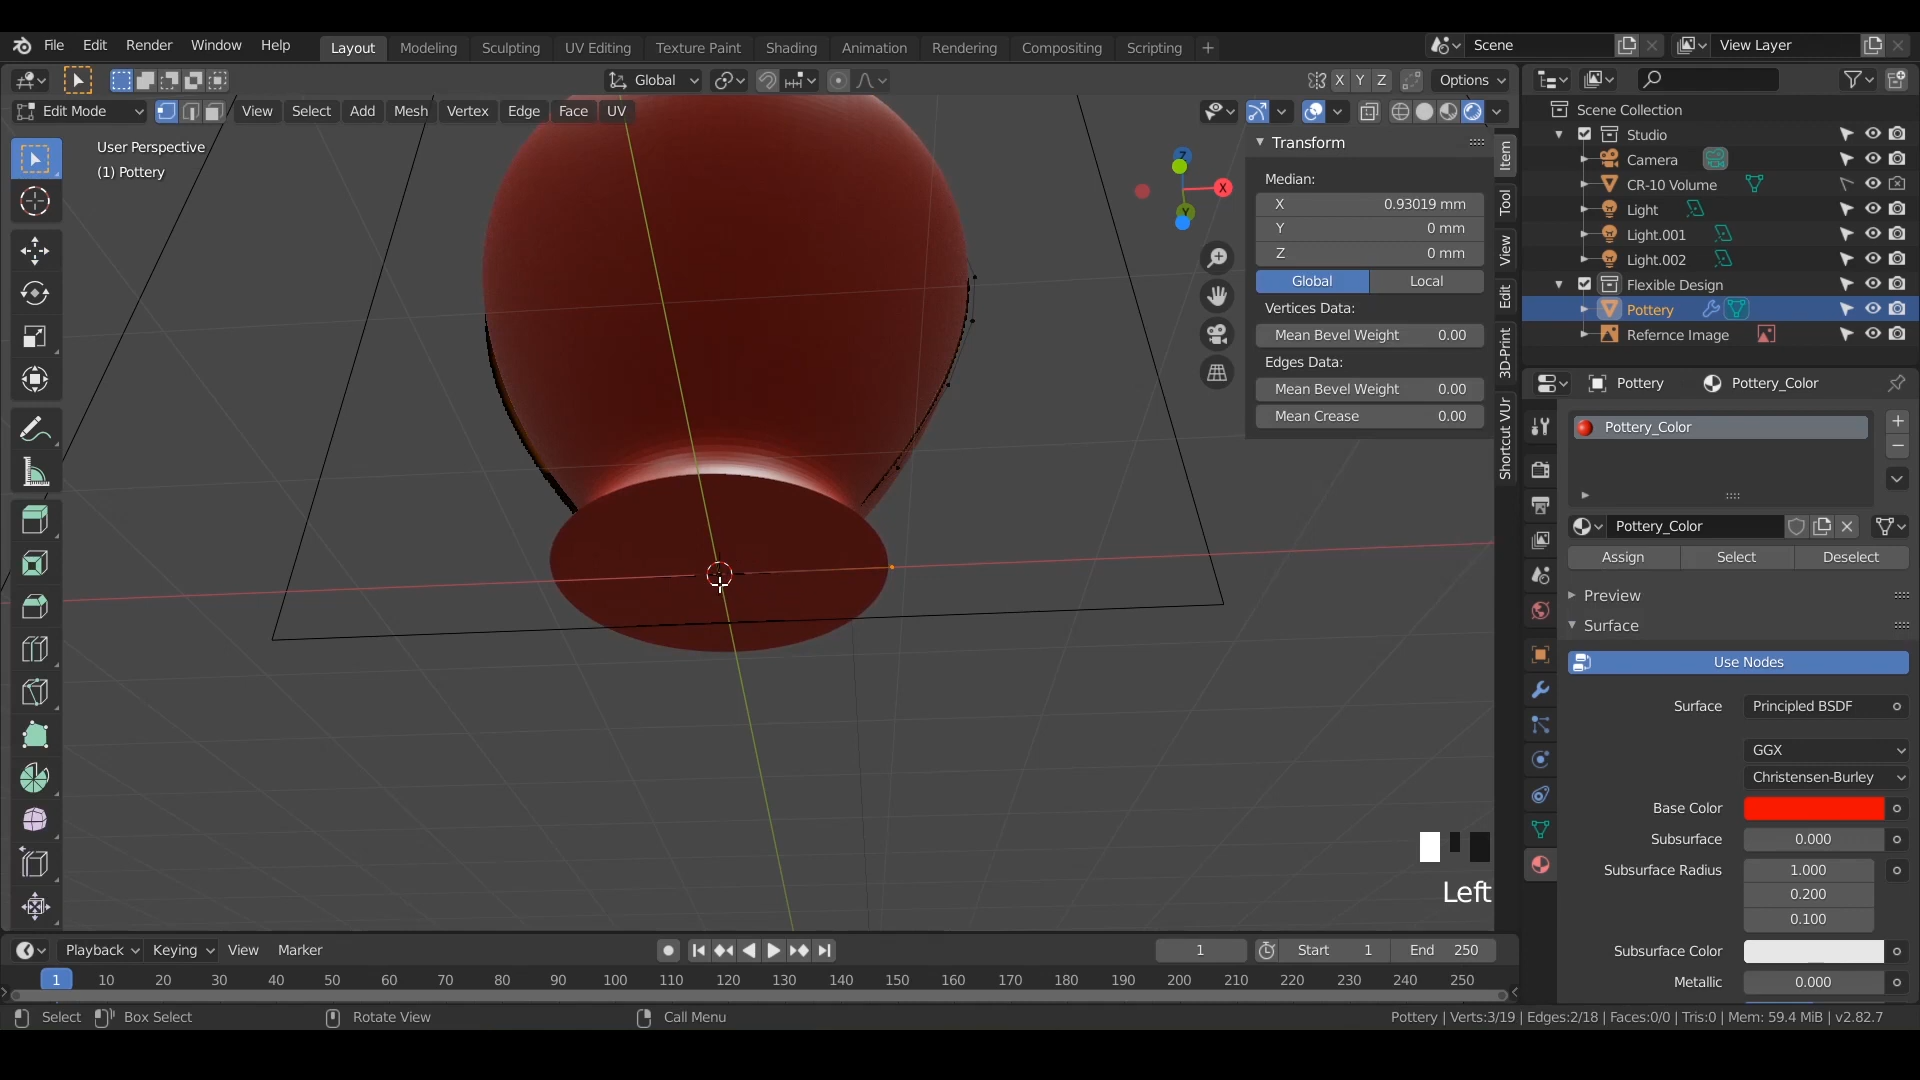 File Edit Render Window Help Layout Modeling Sculpting UV Editing Texture Paint Shading Animation Rendering Compositing Scripting + Scene View Layer
Global X Y Z Options
Edit Mode View Select Add Mesh Vertex Edge Face UV
User Perspective
(1) Pottery
Z
X
Y
Transform
Median:
X 0.93019 mm
Y 0 mm
Z 0 mm
Global Local
Vertices Data:
Mean Bevel Weight 0.00
Edges Data:
Mean Bevel Weight 0.00
Mean Crease 0.00
Item
Tool
View
Edit
3D-Print
Shortcut VUr
Scene Collection
Studio
Camera
CR-10 Volume
Light
Light.001
Light.002
Flexible Design
Pottery
Refernce Image
Pottery Pottery_Color
Pottery_Color
Pottery_Color
Assign Select Deselect
Preview
Surface
Use Nodes
Surface Principled BSDF
GGX
Christensen-Burley
Base Color
Subsurface 0.000
Subsurface Radius 1.000
0.200
0.100
Subsurface Color
Metallic 0.000
Left
Playback Keying View Marker 1 Start 1 End 250
1 10 20 30 40 50 60 70 80 90 100 110 120 130 140 150 160 170 180 190 200 210 220 230 240 250
Select Box Select Rotate View Call Menu Pottery | Verts:3/19 | Edges:2/18 | Faces:0/0 | Tris:0 | Mem: 59.4 MiB | v2.82.7